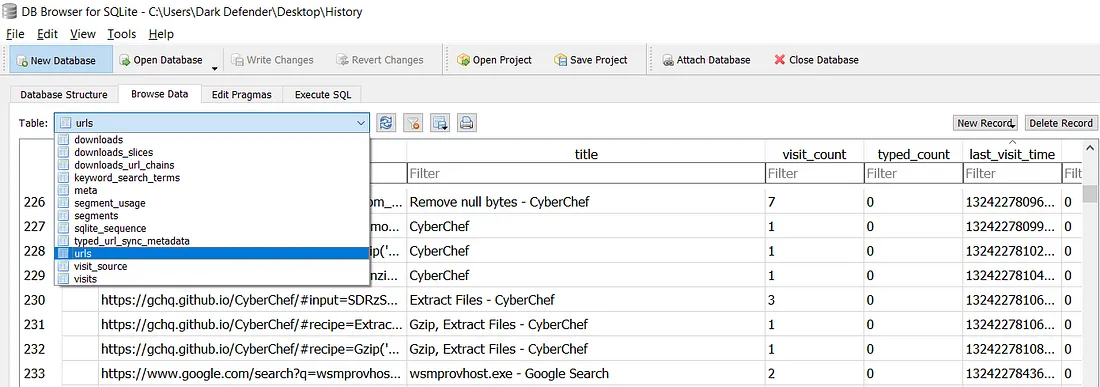 DB Browser for SQLite - C:\Users\Dark Defender\Desktop\History
File Edit View Tools Help
New Database Open Database Write Changes Revert Changes Open Project Save Project Attach Database Close Database
Database Structure Browse Data Edit Pragmas Execute SQL
Table: urls New Record Delete Record
downloads
downloads_slices
downloads_url_chains
keyword_search_terms
meta
segment_usage
segments
sqlite_sequence
typed_url_sync_metadata
urls
visit_source
visits
title visit_count typed_count last_visit_time
Filter Filter Filter Filter Filt
226 om_... Remove null bytes - CyberChef 7 0 13242278096... 0
227 mo... CyberChef 1 0 13242278099... 0
228 zip('... CyberChef 1 0 13242278102... 0
229 nzi... CyberChef 1 0 13242278104... 0
230 https://gchq.github.io/CyberChef/#input=SDRzS... Extract Files - CyberChef 3 0 13242278106... 0
231 https://gchq.github.io/CyberChef/#recipe=Extrac... Gzip, Extract Files - CyberChef 1 0 13242278106... 0
232 https://gchq.github.io/CyberChef/#recipe=Gzip('... Gzip, Extract Files - CyberChef 1 0 13242278108... 0
233 https://www.google.com/search?q=wsmprovhos... wsmprovhost.exe - Google Search 2 0 13242278436... 0